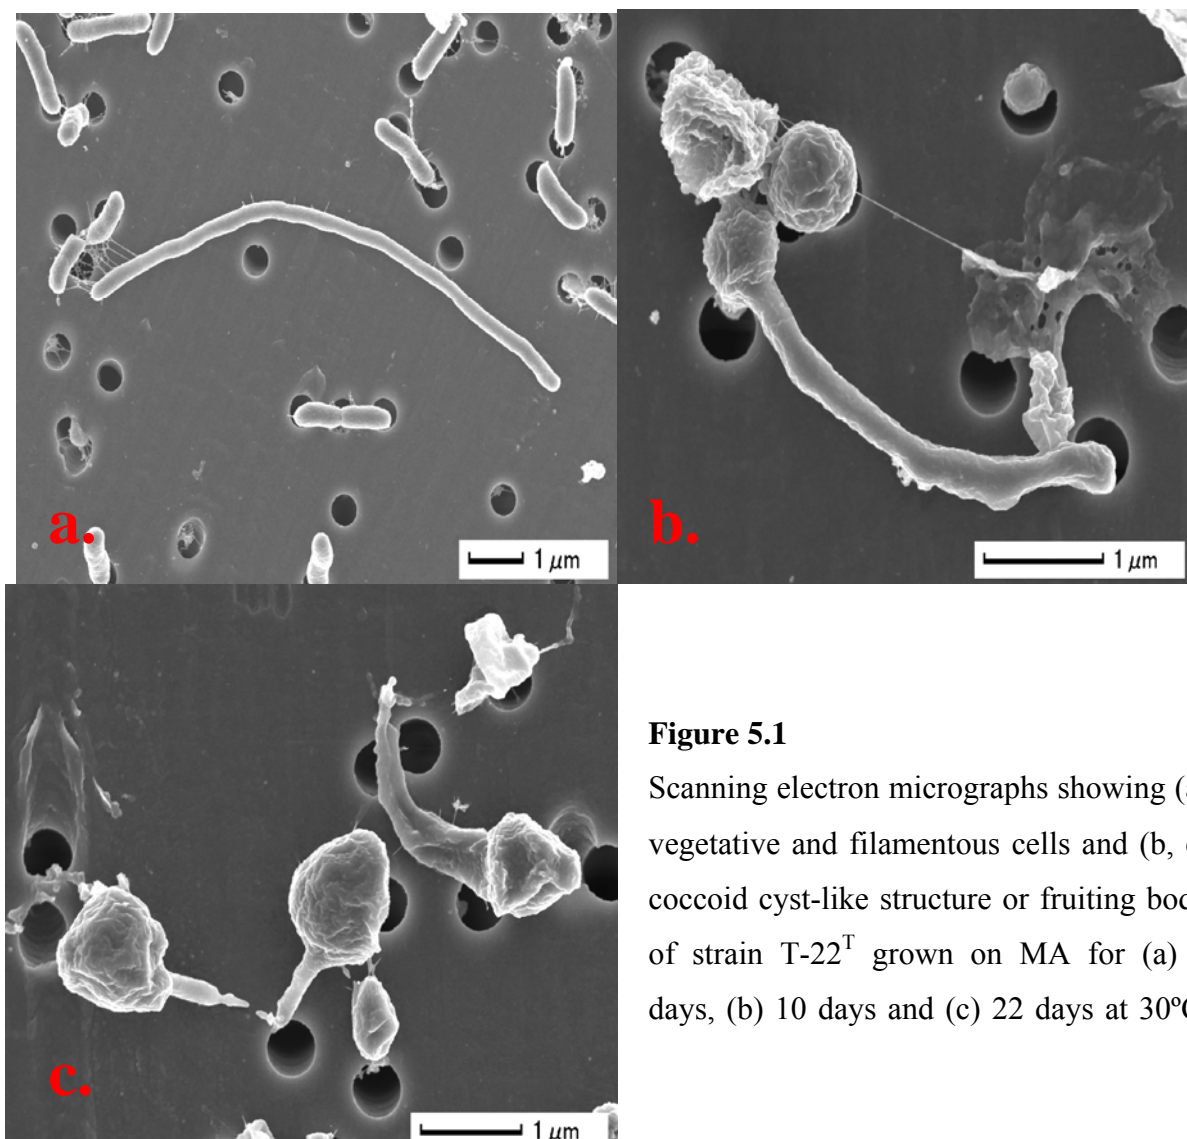 a.
1 μm
b.
1 μm
c.
1 μm
Figure 5.1
Scanning electron micrographs showing (
vegetative and filamentous cells and (b,
coccoid cyst-like structure or fruiting bod
of strain T-22ᵀ grown on MA for (a)
days, (b) 10 days and (c) 22 days at 30º